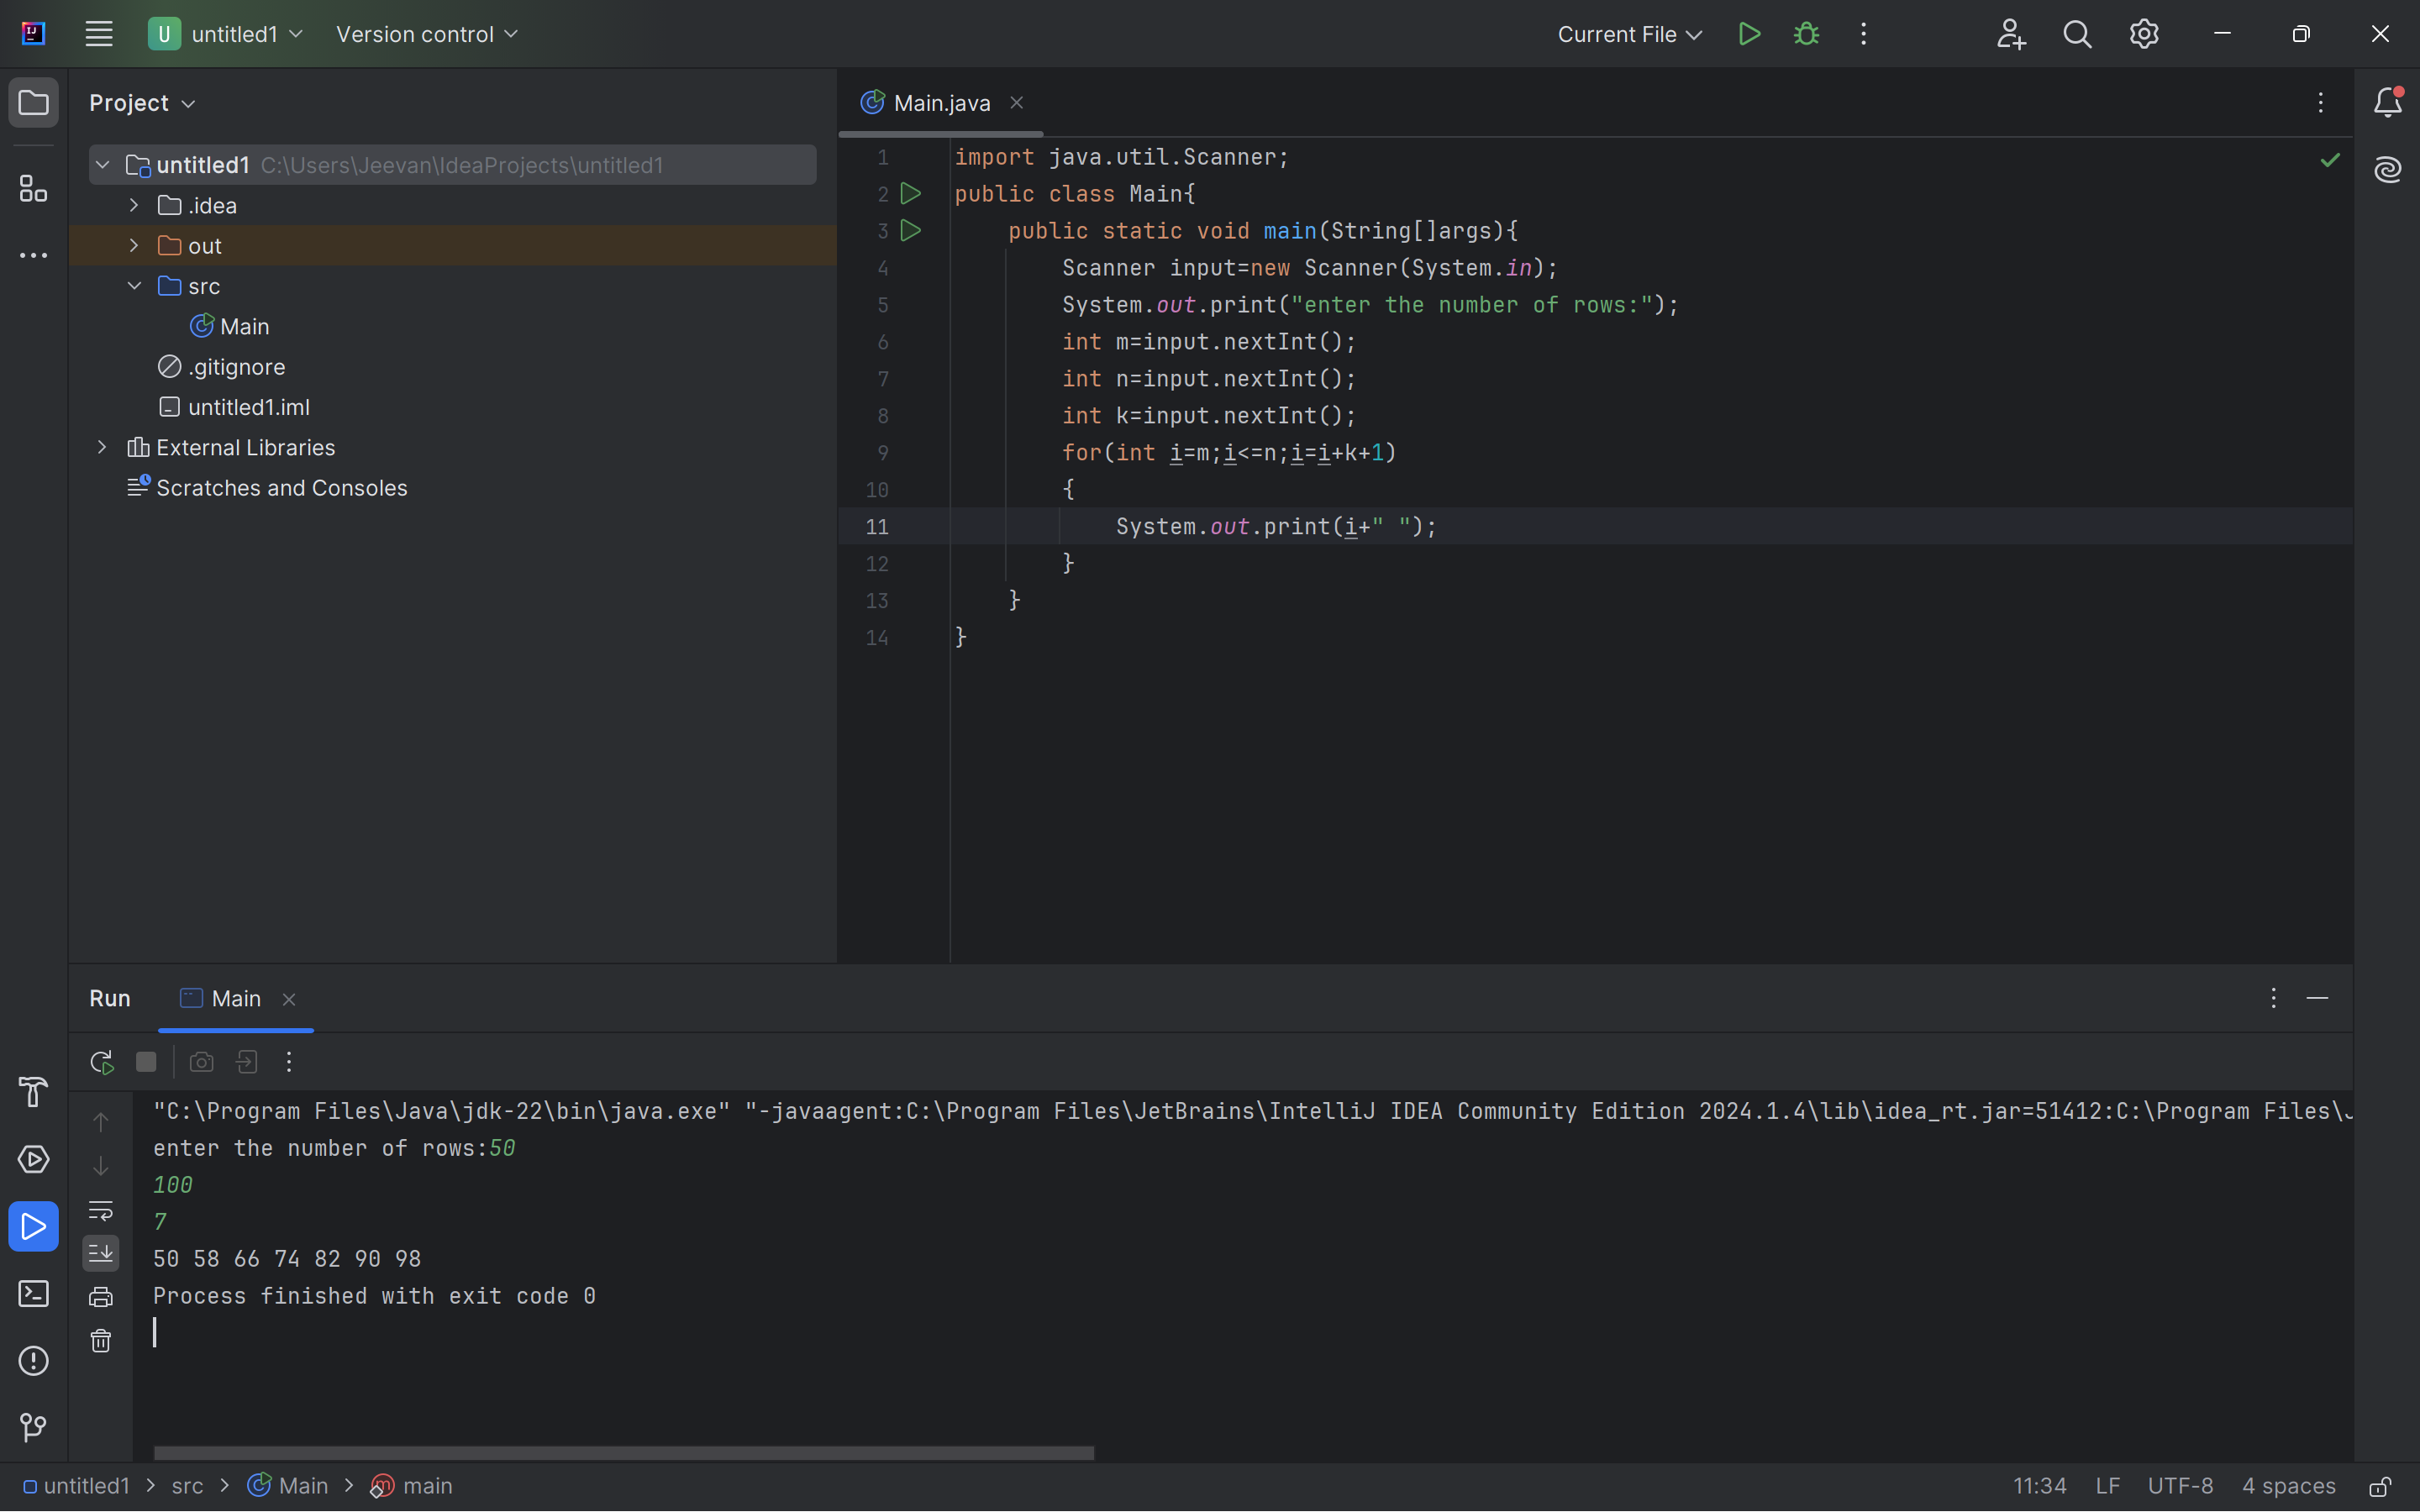 untitled1 Version control Current File
Project
untitled1 C:\Users\Jeevan\IdeaProjects\untitled1
.idea
out
src
Main
.gitignore
untitled1.iml
External Libraries
Scratches and Consoles
Main.java
1 import java.util.Scanner;
2 public class Main{
3 public static void main(String[]args){
4 Scanner input=new Scanner(System.in);
5 System.out.print("enter the number of rows:");
6 int m=input.nextInt();
7 int n=input.nextInt();
8 int k=input.nextInt();
9 for(int i=m;i<=n;i=i+k+1)
10 {
11 System.out.print(i+" ");
12 }
13 }
14 }
Run Main
"C:\Program Files\Java\jdk-22\bin\java.exe" "-javaagent:C:\Program Files\JetBrains\IntelliJ IDEA Community Edition 2024.1.4\lib\idea_rt.jar=51412:C:\Program Files\J
enter the number of rows:50
100
7
50 58 66 74 82 90 98
Process finished with exit code 0
untitled1 > src > Main > main 11:34 LF UTF-8 4 spaces